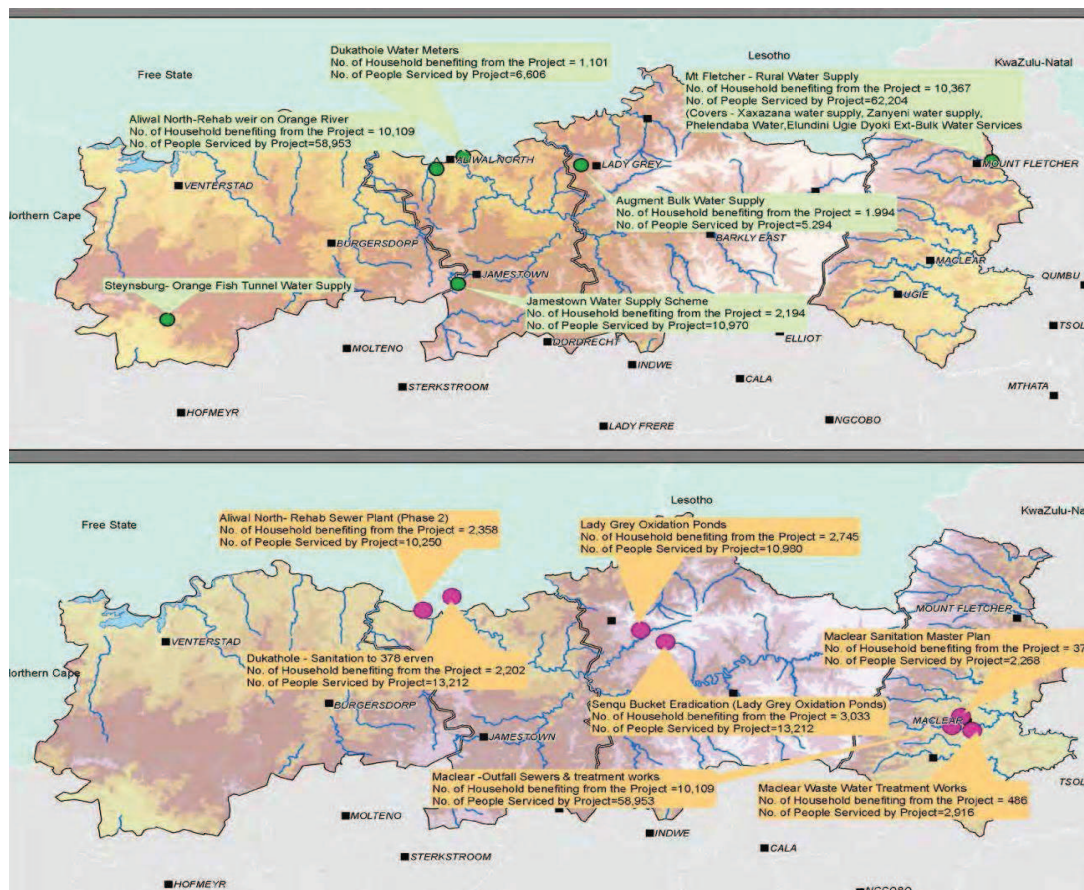 Dukathole Water Meters
No. of Household benefiting from the Project = 1.101
No. of People Serviced by Project=6,606
Lesotho
KwaZulu-Natal
Free State
Mt Fletcher - Rural Water Supply
No. of Household benefiting from the Project = 10,367
No. of People Serviced by Project=62,204
(Covers - Xaxazana water supply, Zanyeni water supply,
Phelendaba Water,Elundini Ugie Dyoki Ext-Bulk Water Services
Aliwal North-Rehab weir on Orange River
No. of Household benefiting from the Project = 10,109
No. of People Serviced by Project=58,953
ALIWAL NORTH
LADY GREY
MOUNT FLETCHER
VENTERSTAD
Augment Bulk Water Supply
No. of Household benefiting from the Project = 1.994
No. of People Serviced by Project=5.294
Northern Cape
BARKLY EAST
BURGERSDORP
MACLEAR
JAMESTOWN
QUMBU
Steynsburg- Orange Fish Tunnel Water Supply
UGIE
Jamestown Water Supply Scheme
No. of Household benefiting from the Project = 2,194
No. of People Serviced by Project=10,970
TSOL
ELLIOT
MOLTENO
DORDRECHT
INDWE
CALA
STERKSTROOM
MTHATA
HOFMEYR
NGCOBO
LADY FRERE
Lesotho
KwaZulu-Nata
Free State
Aliwal North- Rehab Sewer Plant (Phase 2)
No. of Household benefiting from the Project = 2,358
No. of People Serviced by Project=10,250
Lady Grey Oxidation Ponds
No. of Household benefiting from the Project = 2,745
No. of People Serviced by Project=10,980
MOUNT FLETCHER
VENTERSTAD
Maclear Sanitation Master Plan
No. of Household benefiting from the Project = 37
No. of People Serviced by Project=2,268
Dukathole - Sanitation to 378 erven
No. of Household benefiting from the Project = 2,202
No. of People Serviced by Project=13,212
Northern Cape
BURGERSDORP
Senqu Bucket Eradication (Lady Grey Oxidation Ponds)
No. of Household benefiting from the Project = 3,033
No. of People Serviced by Project=13,212
MACLEAR
JAMESTOWN
Maclear -Outfall Sewers & treatment works
No. of Household benefiting from the Project =10,109
No. of People Serviced by Project=58,953
Maclear Waste Water Treatment Works
No. of Household benefiting from the Project = 486
No. of People Serviced by Project=2,916
TSOL
MOLTENO
INDWE
CALA
STERKSTROOM
HOFMEYR